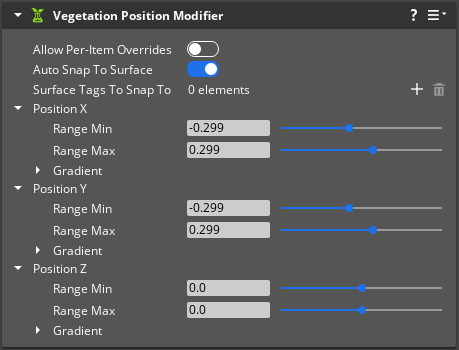 Vegetation Position Modifier ?
Allow Per-Item Overrides
Auto Snap To Surface
Surface Tags To Snap To 0 elements
Position X
Range Min -0.299
Range Max 0.299
Gradient
Position Y
Range Min -0.299
Range Max 0.299
Gradient
Position Z
Range Min 0.0
Range Max 0.0
Gradient